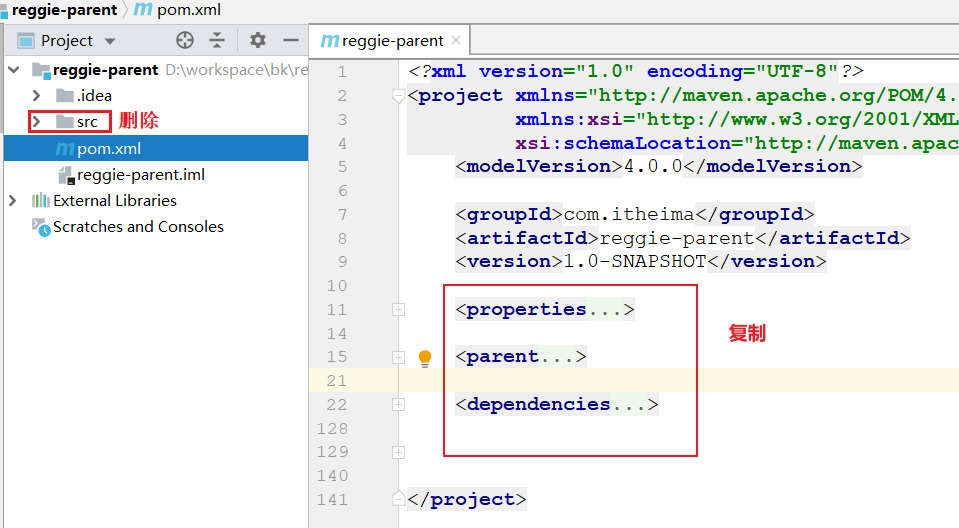 reggie-parent 〉 m pom.xml
Project
reggie-parent D:\workspace\bk\re
.idea
src 删除
pom.xml
reggie-parent.iml
External Libraries
Scratches and Consoles
m reggie-parent ×
1 <?xml version="1.0" encoding="UTF-8"?>
2 <project xmlns="http://maven.apache.org/POM/4.
3 xmlns:xsi="http://www.w3.org/2001/XML
4 xsi:schemaLocation="http://maven.apac
5 <modelVersion>4.0.0</modelVersion>
6
7 <groupId>com.itheima</groupId>
8 <artifactId>reggie-parent</artifactId>
9 <version>1.0-SNAPSHOT</version>
10
11 <properties...>
14 复制
15 <parent...>
21
22 <dependencies...>
128
129
140
141 </project>